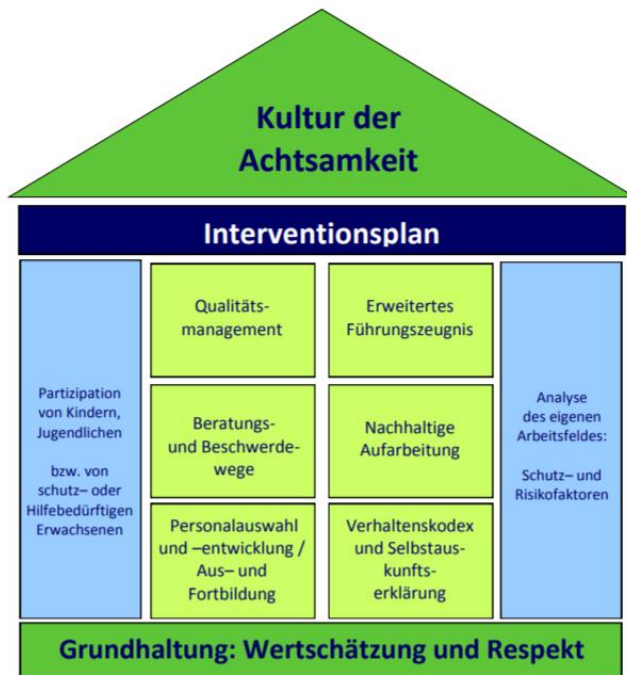 Kultur der
Achtsamkeit
Interventionsplan
Partizipation
von Kindern,
Jugendlichen
bzw. von
schutz– oder
Hilfebedürftigen
Erwachsenen
Qualitäts-
management
Erweitertes
Führungszeugnis
Beratungs-
und Beschwerde-
wege
Nachhaltige
Aufarbeitung
Personalauswahl
und –entwicklung /
Aus– und
Fortbildung
Verhaltenskodex
und Selbstaus-
kunfts-
erklärung
Analyse
des eigenen
Arbeitsfeldes:
Schutz– und
Risikofaktoren
Grundhaltung: Wertschätzung und Respekt